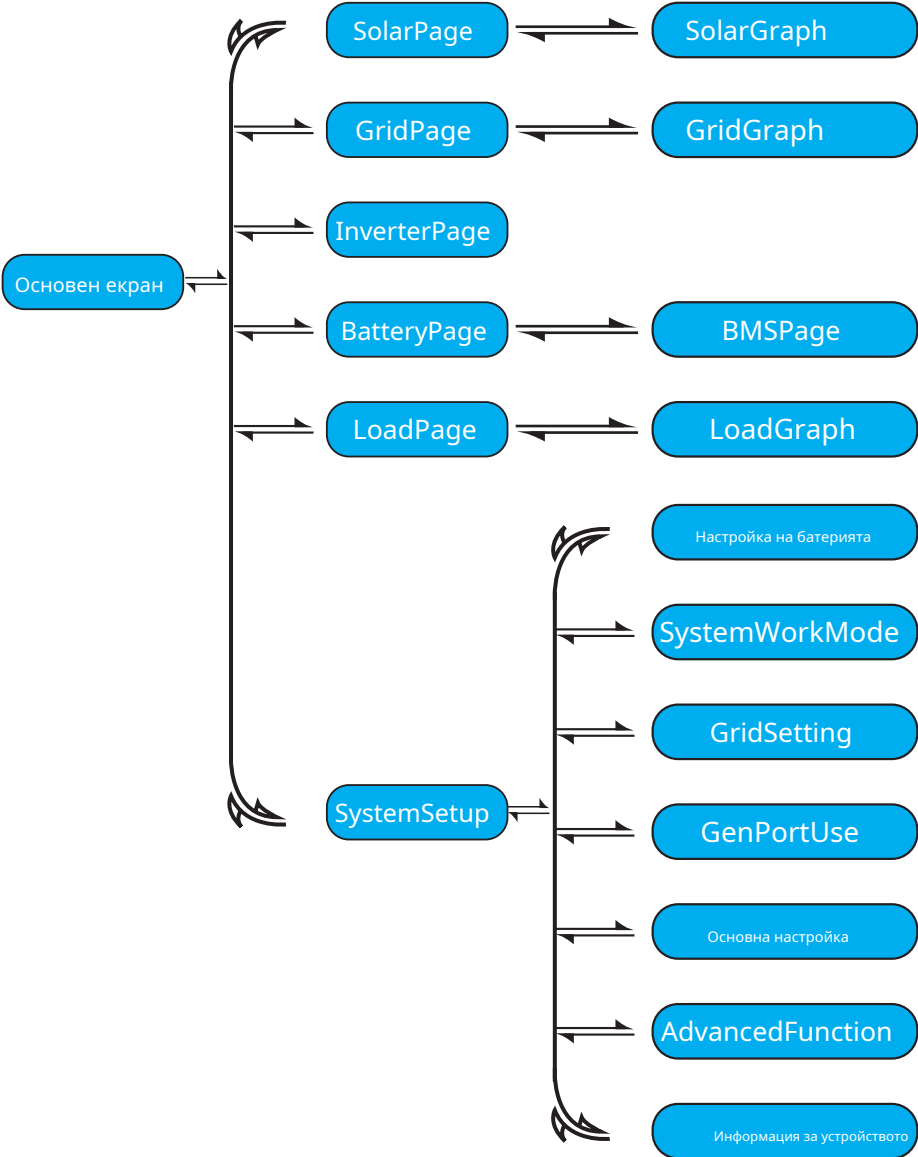 SolarPage
SolarGraph
GridPage
GridGraph
InverterPage
Основен екран
BatteryPage
BMSPage
LoadPage
LoadGraph
Настройка на батерията
SystemWorkMode
GridSetting
SystemSetup
GenPortUse
Основна настройка
AdvancedFunction
Информация за устройството